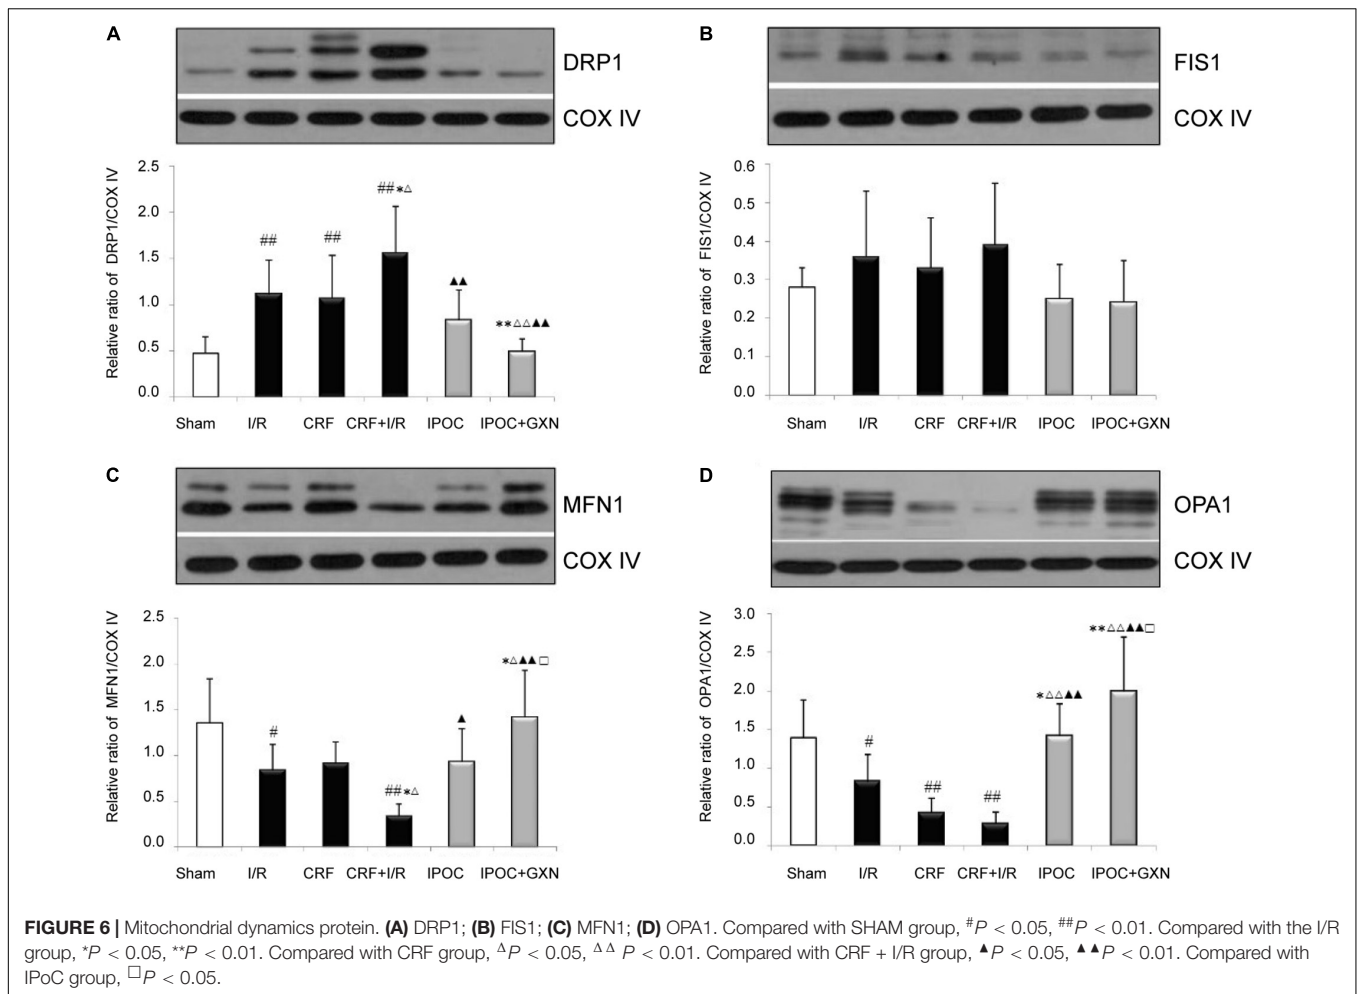 A
DRP1
COX IV
Relative ratio of DRP1/COX IV
2.5
2.0
1.5
1.0
0.5
0.0
##
##
##*△
▲▲
**△△▲▲
Sham I/R CRF CRF+I/R IPOC IPOC+GXN
B
FIS1
COX IV
Relative ratio of FIS1/COX IV
0.6
0.5
0.4
0.3
0.2
0.1
0.0
Sham I/R CRF CRF+I/R IPOC IPOC+GXN
C
MFN1
COX IV
Relative ratio of MFN1/COX IV
2.5
2.0
1.5
1.0
0.5
0.0
#
##*△
▲
*△▲▲□
Sham I/R CRF CRF+I/R IPOC IPOC+GXN
D
OPA1
COX IV
Relative ratio of OPA1/COX IV
3.0
2.5
2.0
1.5
1.0
0.5
0.0
#
##
##
*△△▲▲
**△△▲▲□
Sham I/R CRF CRF+I/R IPOC IPOC+GXN
FIGURE 6 | Mitochondrial dynamics protein. (A) DRP1; (B) FIS1; (C) MFN1; (D) OPA1. Compared with SHAM group, #P < 0.05, ##P < 0.01. Compared with the I/R
group, *P < 0.05, **P < 0.01. Compared with CRF group, △P < 0.05, △△ P < 0.01. Compared with CRF + I/R group, ▲P < 0.05, ▲▲P < 0.01. Compared with
IPoC group, □P < 0.05.